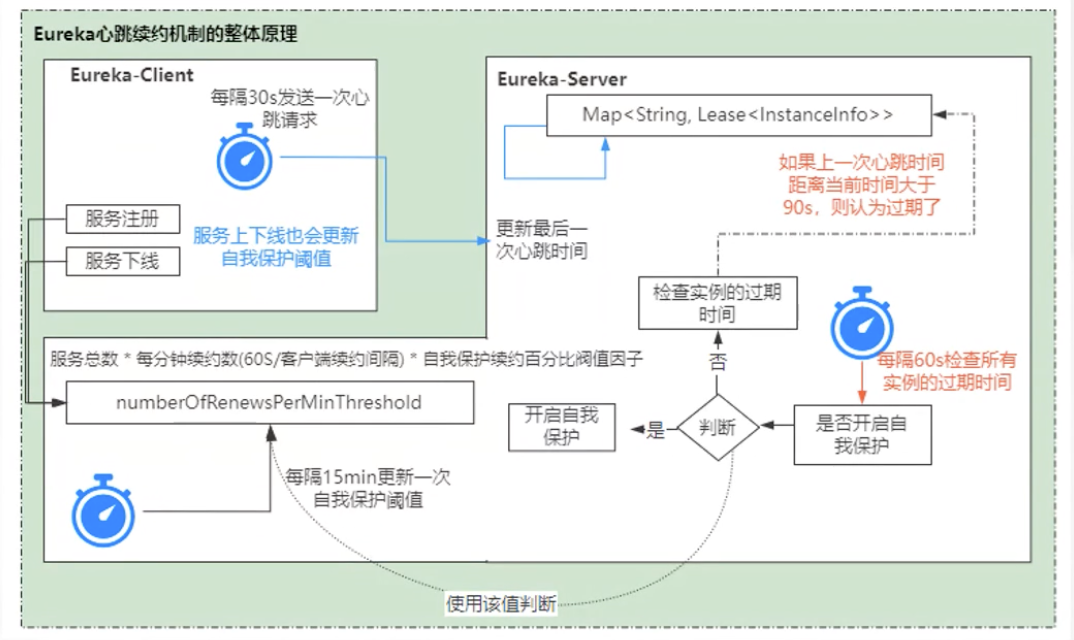 Eureka心跳续约机制的整体原理
Eureka-Client
每隔30s发送一次心
跳请求
服务注册
服务下线
服务上下线也会更新
自我保护阈值
Eureka-Server
Map<String, Lease<InstanceInfo>>
如果上一次心跳时间
距离当前时间大于
90s，则认为过期了
更新最后一
次心跳时间
检查实例的过期
时间
每隔60s检查所有
实例的过期时间
否
服务总数 * 每分钟续约数(60S/客户端续约间隔) * 自我保护续约百分比阀值因子
numberOfRenewsPerMinThreshold
开启自我
保护
是
判断
是否开启自
我保护
每隔15min更新一次
自我保护阈值
使用该值判断